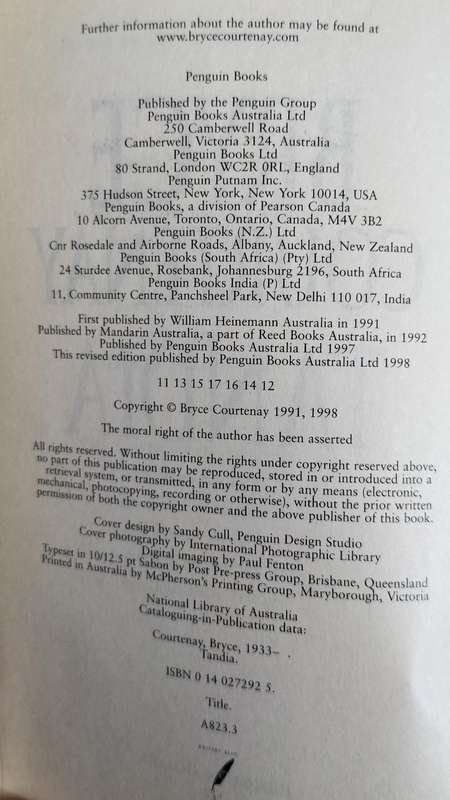 Further information about the author may be found at
www.brycecourtenay.com
Penguin Books
Published by the Penguin Group
Penguin Books Australia Ltd
250 Camberwell Road
Camberwell, Victoria 3124, Australia
Penguin Books Ltd
80 Strand, London WC2R 0RL, England
Penguin Putnam Inc.
375 Hudson Street, New York, New York 10014, USA
Penguin Books, a division of Pearson Canada
10 Alcorn Avenue, Toronto, Ontario, Canada, M4V 3B2
Penguin Books (N.Z.) Ltd
Cnr Rosedale and Airborne Roads, Albany, Auckland, New Zealand
Penguin Books (South Africa) (Pty) Ltd
24 Sturdee Avenue, Rosebank, Johannesburg 2196, South Africa
Penguin Books India (P) Ltd
11, Community Centre, Panchsheel Park, New Delhi 110 017, India
First published by William Heinemann Australia in 1991
Published by Mandarin Australia, a part of Reed Books Australia, in 1992
Published by Penguin Books Australia Ltd 1997
This revised edition published by Penguin Books Australia Ltd 1998
11 13 15 17 16 14 12
Copyright © Bryce Courtenay 1991, 1998
The moral right of the author has been asserted
All rights reserved. Without limiting the rights under copyright reserved above,
no part of this publication may be reproduced, stored in or introduced into a
retrieval system, or transmitted, in any form or by any means (electronic,
mechanical, photocopying, recording or otherwise), without the prior written
permission of both the copyright owner and the above publisher of this book.
Cover design by Sandy Cull, Penguin Design Studio
Cover photography by International Photographic Library
Digital imaging by Paul Fenton
Typeset in 10/12.5 pt Sabon by Post Pre-press Group, Brisbane, Queensland
Printed in Australia by McPherson's Printing Group, Maryborough, Victoria
National Library of Australia
Cataloguing-in-Publication data:
Courtenay, Bryce, 1933– .
Tandia.
ISBN 0 14 027292 5.
Title.
A823.3